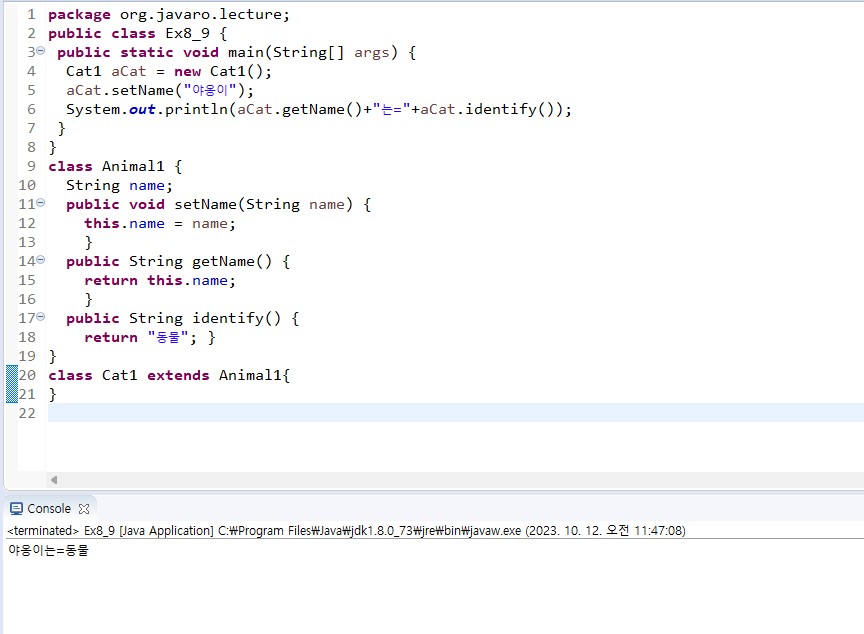 1 package org.javaro.lecture;
2 public class Ex8_9 {
3 public static void main(String[] args) {
4 Cat1 aCat = new Cat1();
5 aCat.setName("야옹이");
6 System.out.println(aCat.getName()+"는="+aCat.identify());
7 }
8 }
9 class Animal1 {
10 String name;
11 public void setName(String name) {
12 this.name = name;
13 }
14 public String getName() {
15 return this.name;
16 }
17 public String identify() {
18 return "동물"; }
19 }
20 class Cat1 extends Animal1{
21 }
22
Console
<terminated> Ex8_9 [Java Application] C:₩Program Files₩Java₩jdk1.8.0_73₩jre₩bin₩javaw.exe (2023. 10. 12. 오전 11:47:08)
야옹이는=동물